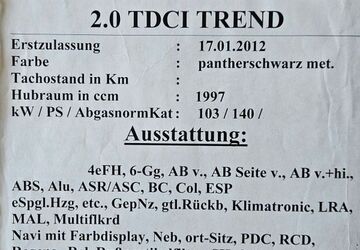 2.0 TDCI TREND
Erstzulassung : 17.01.2012
Farbe : pantherschwarz met.
Tachostand in Km :
Hubraum in ccm : 1997
kW / PS / AbgasnormKat : 103 / 140 /
Ausstattung:
4eFH, 6-Gg, AB v., AB Seite v., AB v.+hi.,
ABS, Alu, ASR/ASC, BC, Col, ESP
eSpgl.Hzg, etc., GepNz, gtl.Rückb, Klimatronic, LRA,
MAL, Multiflkrd
Navi mit Farbdisplay, Neb, ort-Sitz, PDC, RCD,